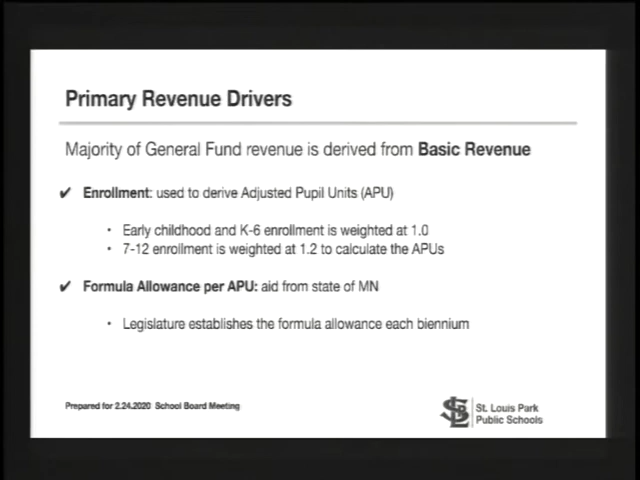 Primary Revenue Drivers
Majority of General Fund revenue is derived from Basic Revenue
✔ Enrollment: used to derive Adjusted Pupil Units (APU)
• Early childhood and K-6 enrollment is weighted at 1.0
• 7-12 enrollment is weighted at 1.2 to calculate the APUs
✔ Formula Allowance per APU: aid from state of MN
• Legislature establishes the formula allowance each biennium
Prepared for 2.24.2020 School Board Meeting
SLP St. Louis Park
Public Schools